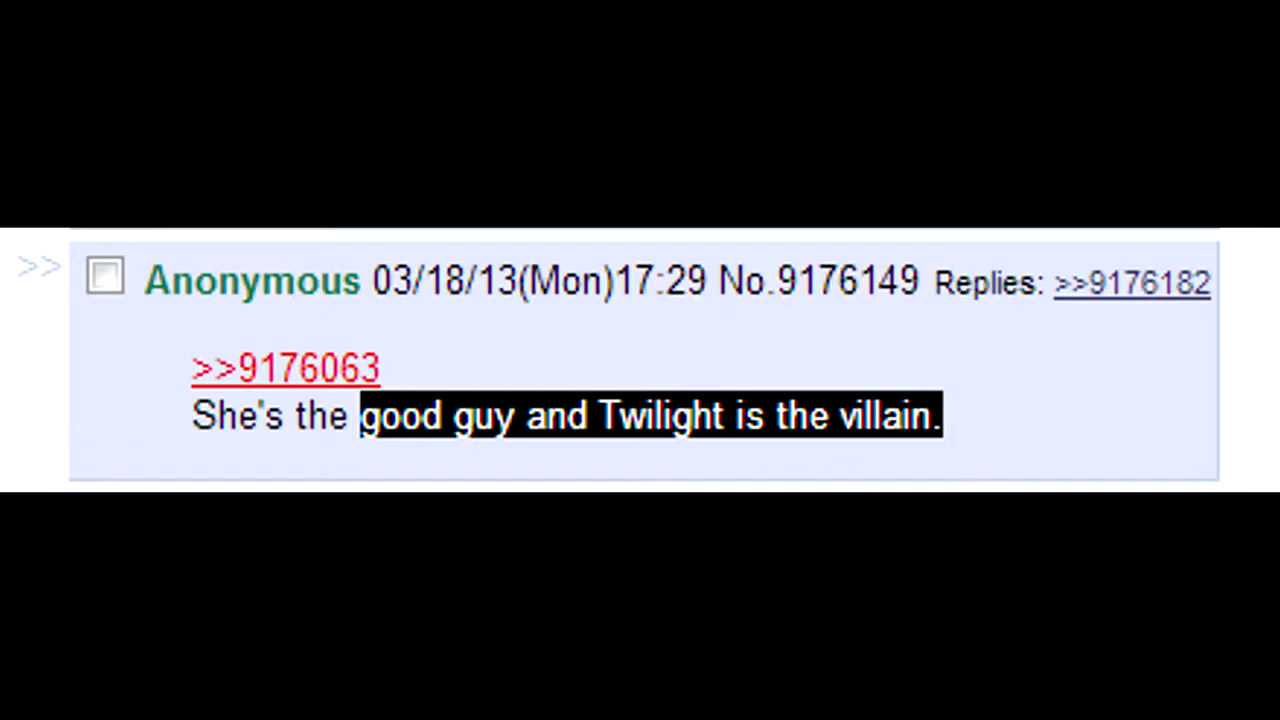 >> Anonymous 03/18/13(Mon)17:29 No.9176149 Replies: >>9176182
>>9176063
She's the good guy and Twilight is the villain.